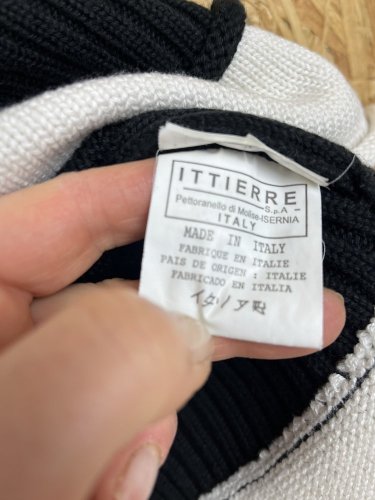 ITTIERRE
S.p.A
Pettoranello di Molise-ISERNIA
ITALY
MADE IN ITALY
FABRIQUE EN ITALIE
PAIS DE ORIGEN : ITALIE
FABRICADO EN ITALIA
イタリア製